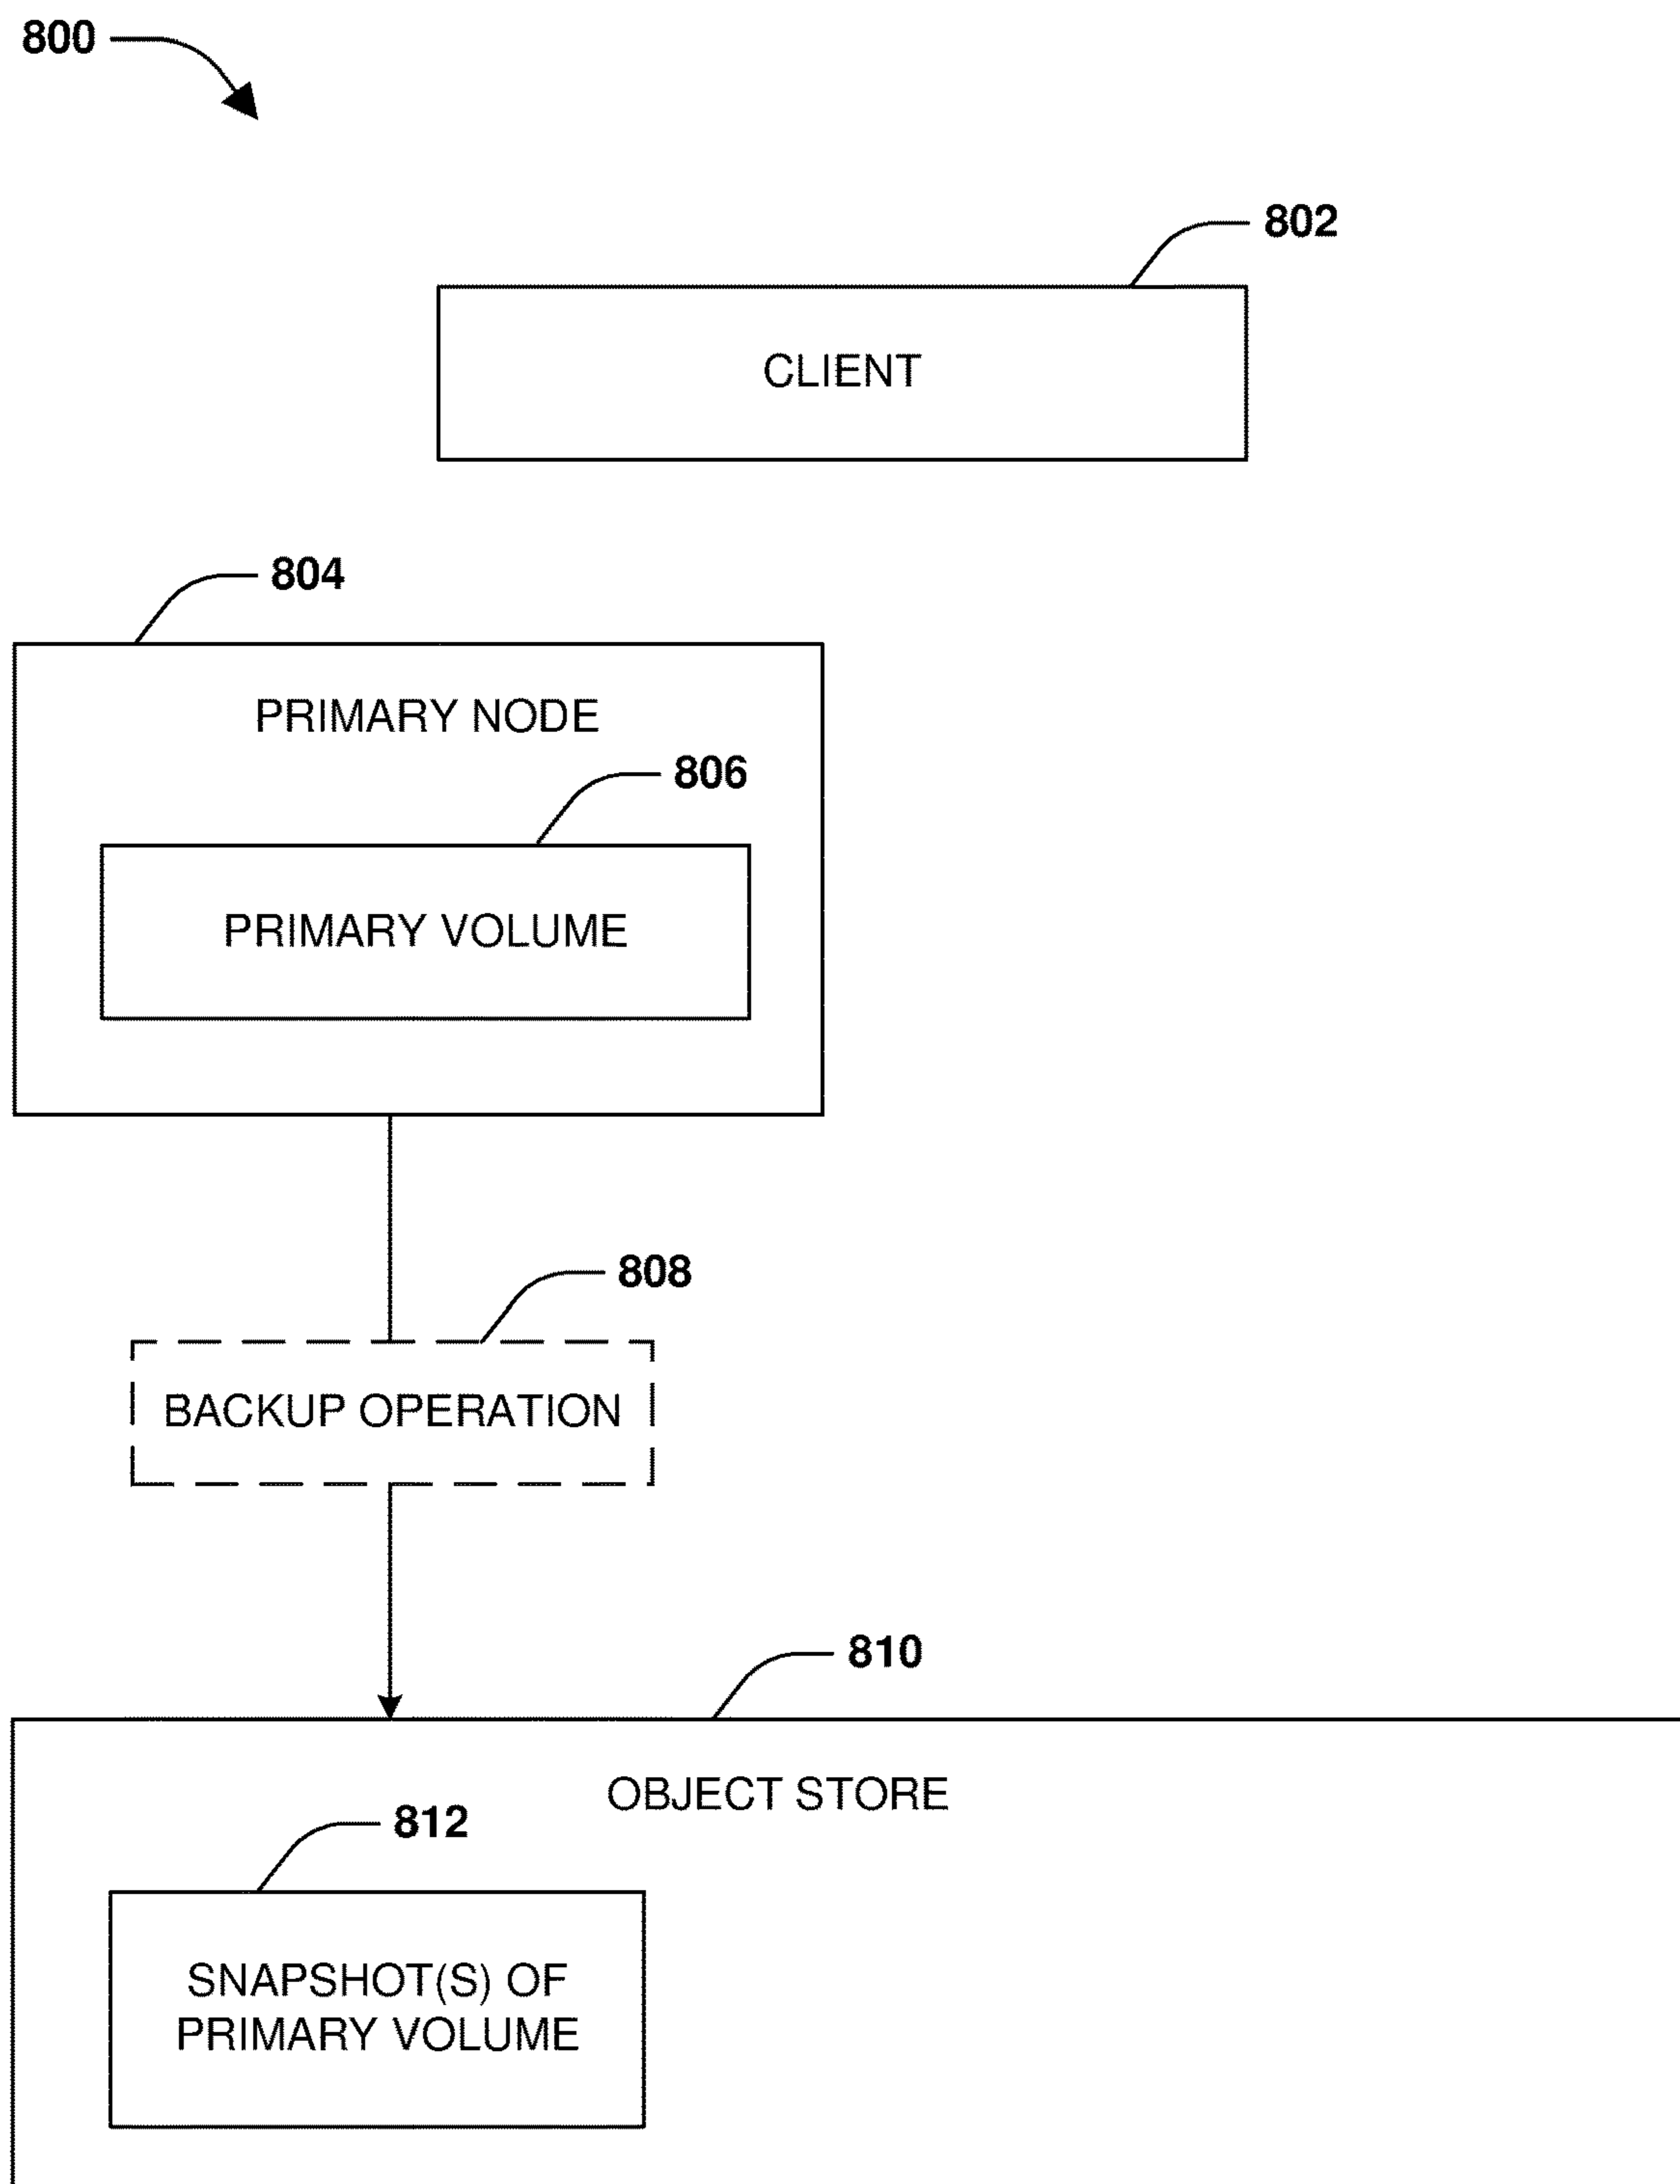 800
802
CLIENT
804
PRIMARY NODE
806
PRIMARY VOLUME
808
BACKUP OPERATION
810
OBJECT STORE
812
SNAPSHOT(S) OF
PRIMARY VOLUME